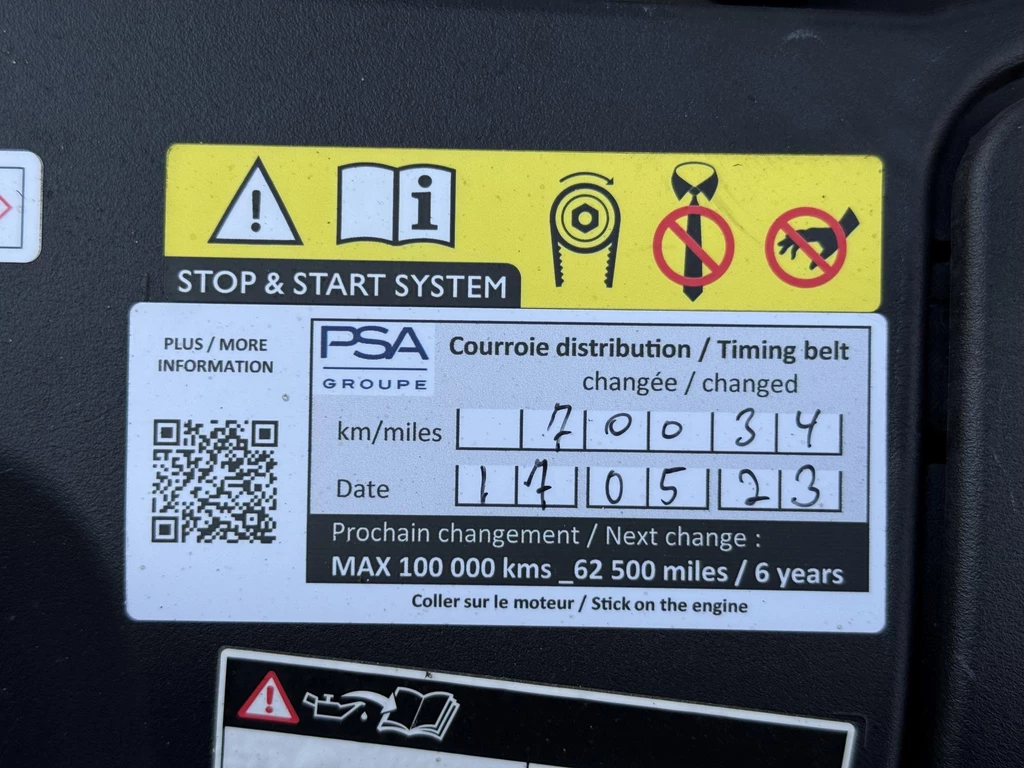 STOP & START SYSTEM
PLUS / MORE
INFORMATION
PSA
GROUPE
Courroie distribution / Timing belt
changée / changed
km/miles 70034
Date 17 05 23
Prochain changement / Next change :
MAX 100 000 kms _62 500 miles / 6 years
Coller sur le moteur / Stick on the engine